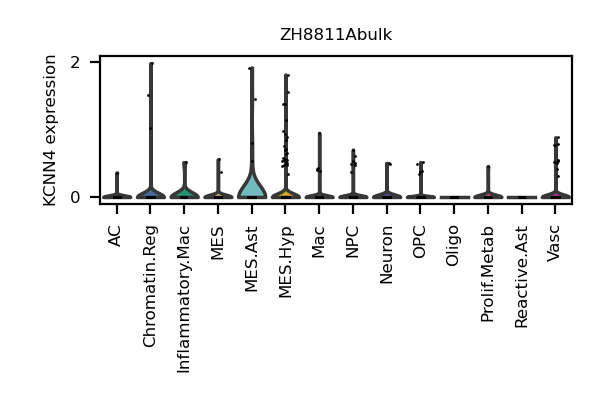 ZH8811Abulk
KCNN4 expression
2
0
AC
Chromatin.Reg
Inflammatory.Mac
MES
MES.Ast
MES.Hyp
Mac
NPC
Neuron
OPC
Oligo
Prolif.Metab
Reactive.Ast
Vasc